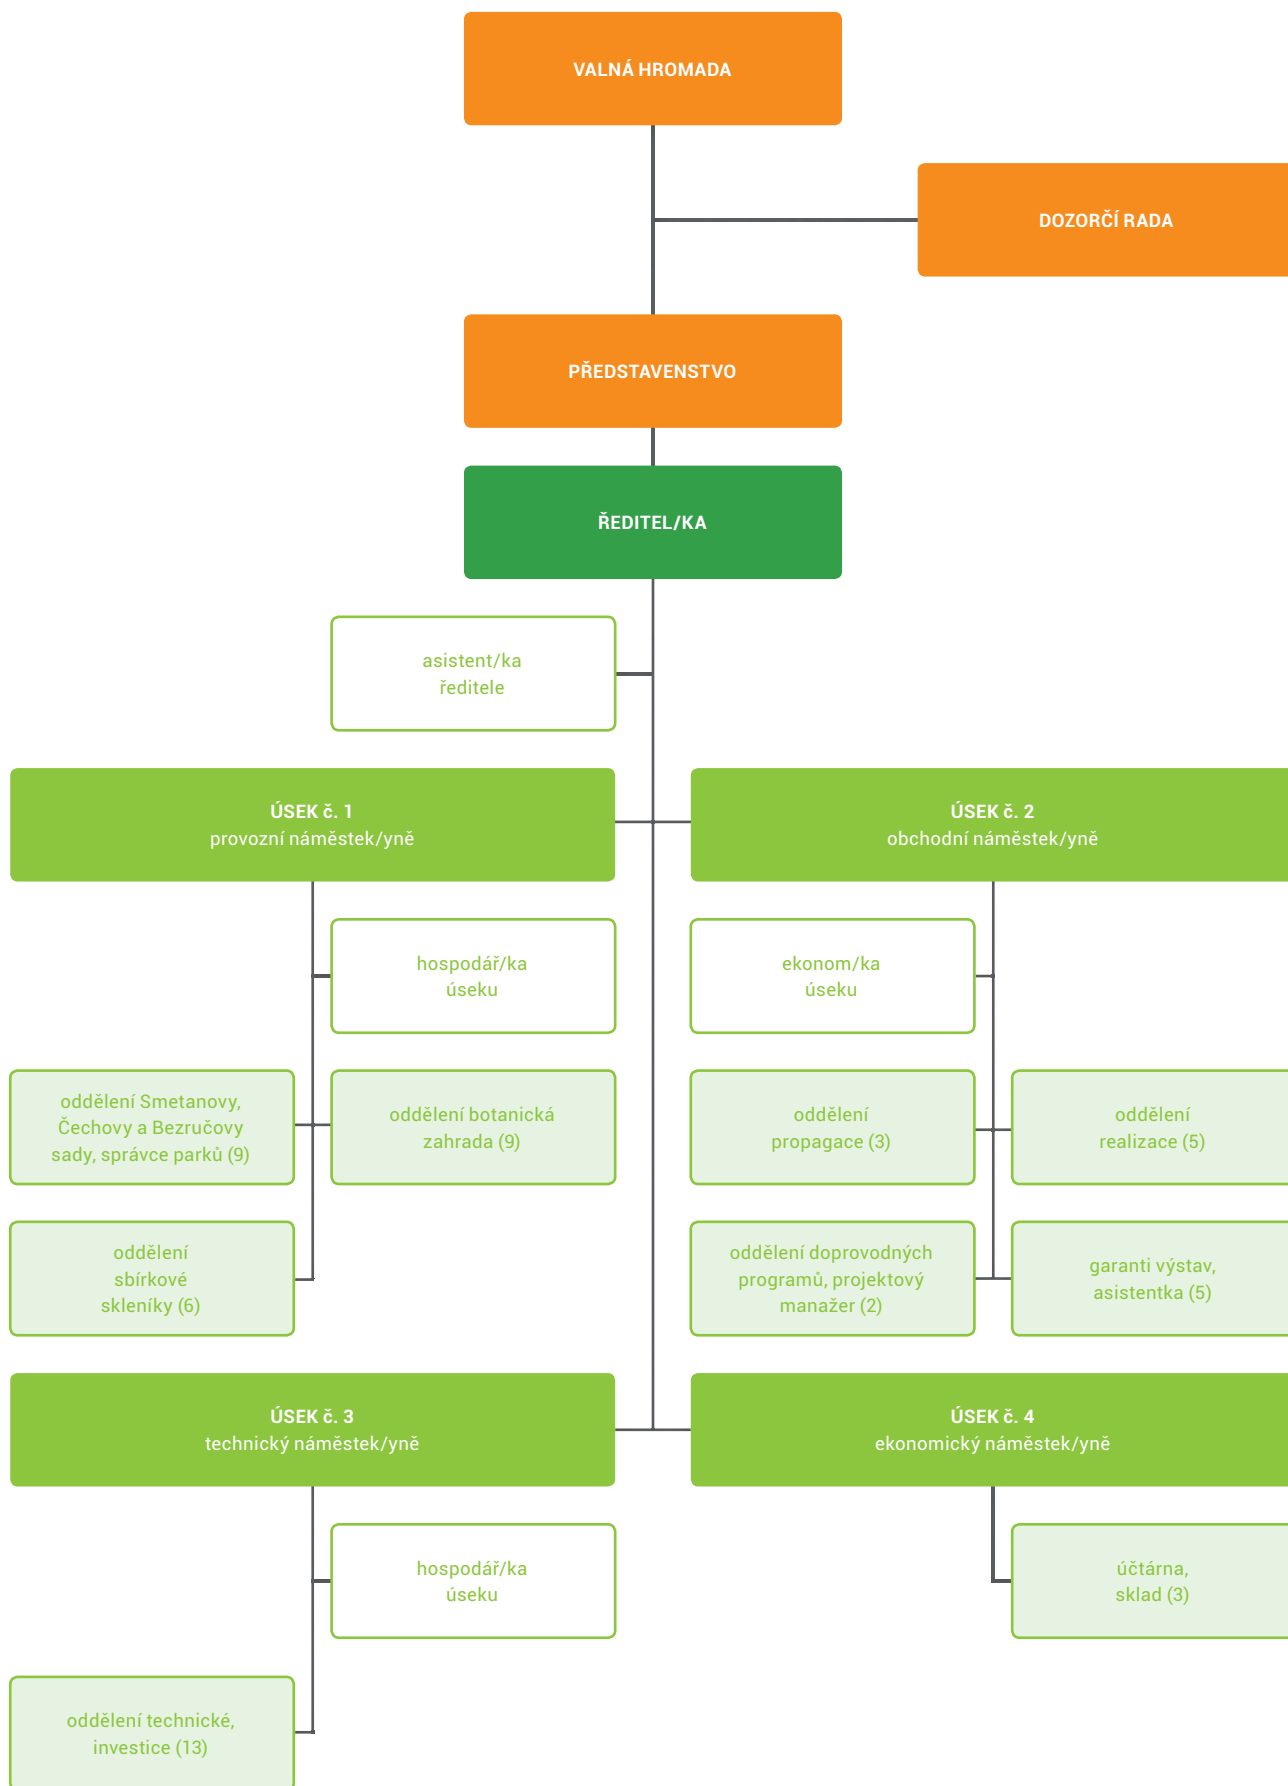 VALNÁ HROMADA
DOZORČÍ RADA
PŘEDSTAVENSTVO
ŘEDITEL/KA
asistent/ka
ředitele
ÚSEK č. 1
provozní náměstek/yně
ÚSEK č. 2
obchodní náměstek/yně
hospodář/ka
úseku
ekonom/ka
úseku
oddělení Smetanovy,
Čechovy a Bezručovy
sady, správce parků (9)
oddělení botanická
zahrada (9)
oddělení
propagace (3)
oddělení
realizace (5)
oddělení
sbírkové
skleníky (6)
oddělení doprovodných
programů, projektový
manažer (2)
garanti výstav,
asistentka (5)
ÚSEK č. 3
technický náměstek/yně
ÚSEK č. 4
ekonomický náměstek/yně
hospodář/ka
úseku
účtárna,
sklad (3)
oddělení technické,
investice (13)